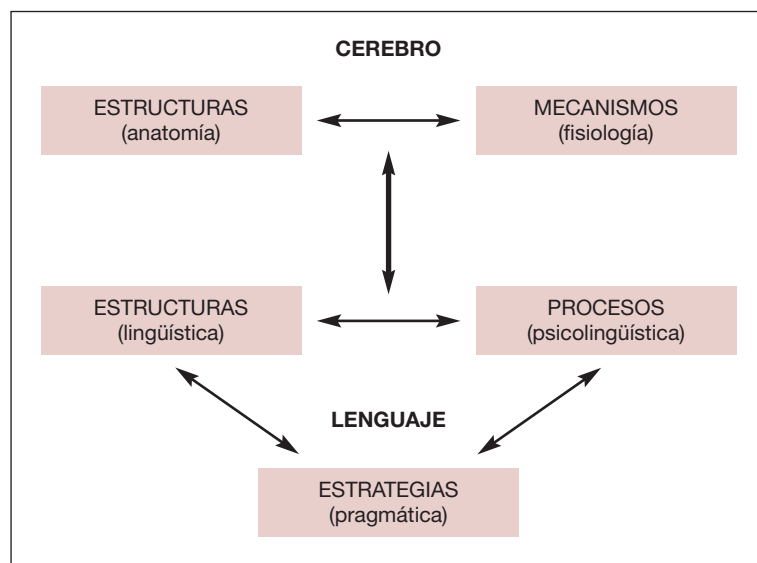 CEREBRO
ESTRUCTURAS
(anatomía)
MECANISMOS
(fisiología)
ESTRUCTURAS
(lingüística)
PROCESOS
(psicolingüística)
LENGUAJE
ESTRATEGIAS
(pragmática)